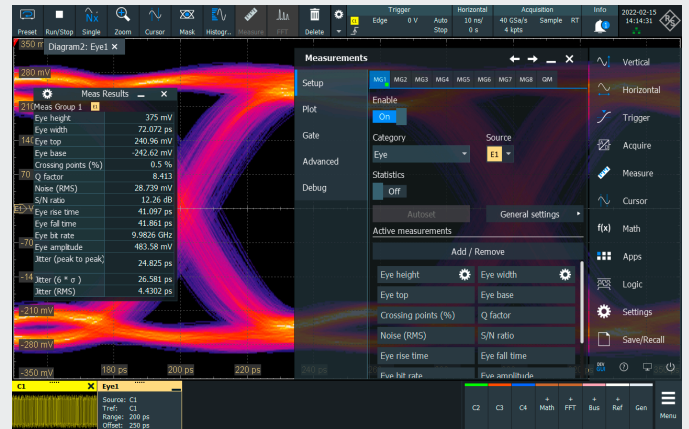 Trigger
Horizontal
Acquisition
Info
2022-02-15
14:14:31
Edge 0 V Auto
Stop
10 ns/
0 s
40 GSa/s Sample RT
4 kpts
Preset
Run/Stop
Single
Zoom
Cursor
Mask
Histogr..
Measure
FFT
Delete
350 m
Diagram2: Eye1 ×
280 mV
Meas Results
Meas Group 1
Eye height 375 mV
Eye width 72.072 ps
Eye top 240.96 mV
Eye base -242.62 mV
Crossing points (%) 0.5 %
Q factor 8.413
Noise (RMS) 28.739 mV
S/N ratio 12.26 dB
Eye rise time 41.097 ps
Eye fall time 41.861 ps
Eye bit rate 9.9826 GHz
Eye amplitude 483.58 mV
Jitter (peak to peak) 24.825 ps
Jitter (6 * σ ) 26.581 ps
Jitter (RMS) 4.4302 ps
210
140
70
-70
-14
-210 mV
-280 mV
-350 mV
180 ps
200 ps
220 ps
Measurements
Setup
Plot
Gate
Advanced
Debug
MG1 MG2 MG3 MG4 MG5 MG6 MG7 MG8 QM
Enable
On
Category
Source
Eye
E1
Statistics
Off
Autoset
General settings
Active measurements
Add / Remove
Eye height
Eye width
Eye top
Eye base
Crossing points (%)
Q factor
Noise (RMS)
S/N ratio
Eye rise time
Eye fall time
Eye bit rate
Eye amplitude
Vertical
Horizontal
Trigger
Acquire
Measure
Cursor
f(x) Math
Apps
Logic
Settings
Save/Recall
C1 X
Eye1
Source: C1
Tref: C1
Range: 200 ps
Offset: 250 ps
C2
C3
C4
+
Math
+
FFT
+
Bus
+
Ref
Gen
Menu